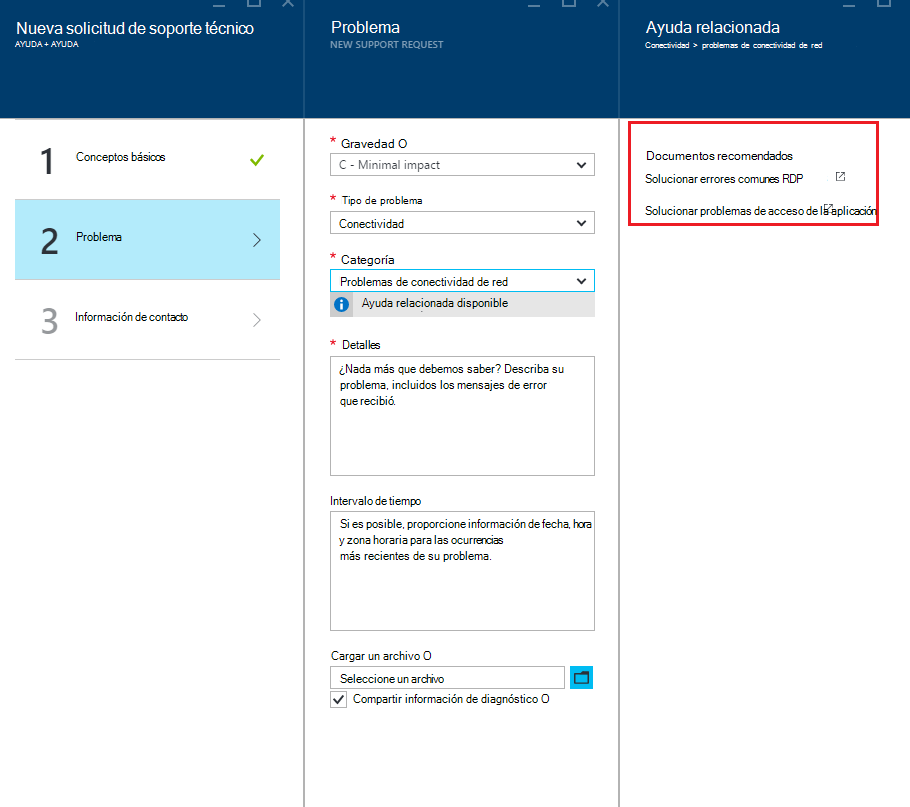 Nueva solicitud de soporte técnico
AYUDA + AYUDA
1
Conceptos básicos
2
Problema
3
Información de contacto
Problema
NEW SUPPORT REQUEST
* Gravedad O
C - Minimal impact
* Tipo de problema
Conectividad
* Categoría
Problemas de conectividad de red
Ayuda relacionada disponible
* Detalles
¿Nada más que debemos saber? Describa su
problema, incluidos los mensajes de error
que recibió.
Intervalo de tiempo
Si es posible, proporcione información de fecha, hora
y zona horaria para las ocurrencias
más recientes de su problema.
Cargar un archivo O
Seleccione un archivo
Compartir información de diagnóstico O
Ayuda relacionada
Conectividad > problemas de conectividad de red
Documentos recomendados
Solucionar errores comunes RDP
Solucionar problemas de acceso de la aplicación